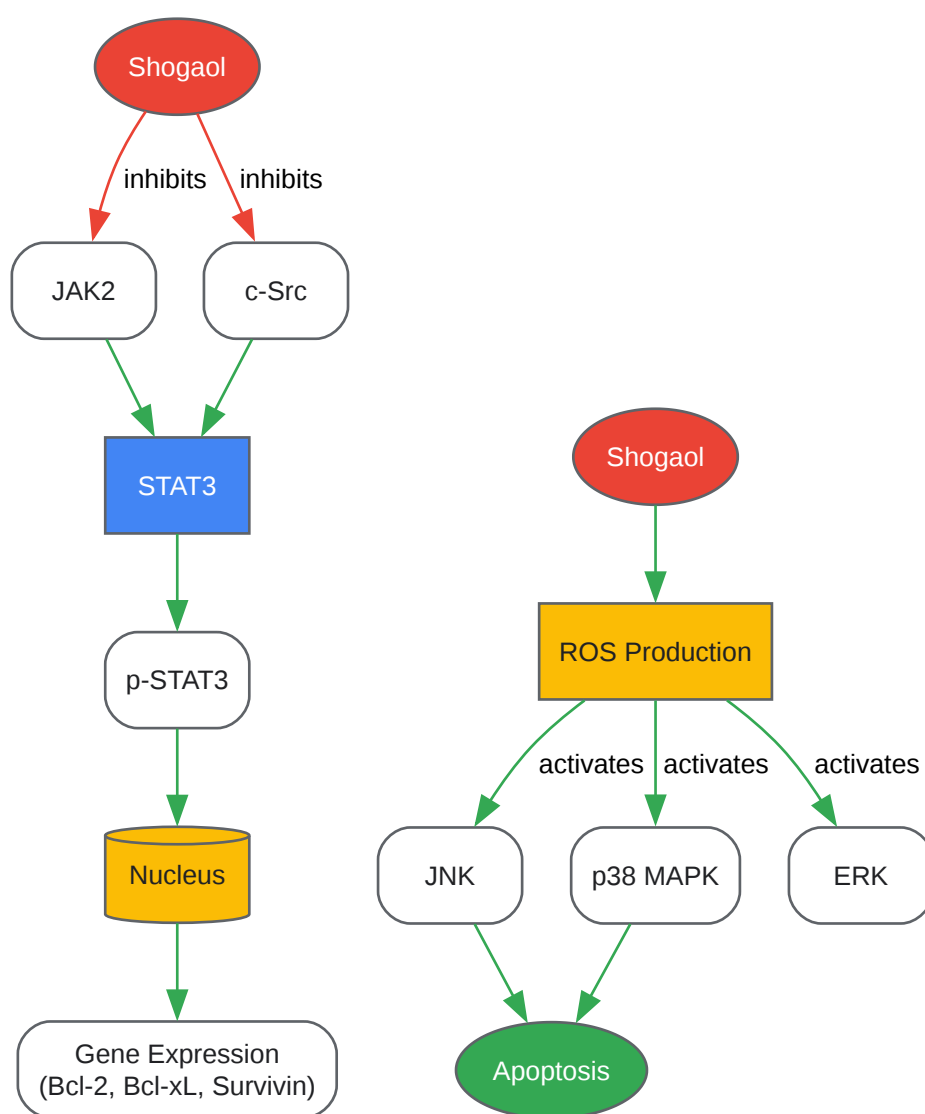 Shogaol
inhibits
inhibits
JAK2
c-Src
STAT3
p-STAT3
Nucleus
Gene Expression
(Bcl-2, Bcl-xL, Survivin)
Shogaol
ROS Production
activates
activates
activates
JNK
p38 MAPK
ERK
Apoptosis